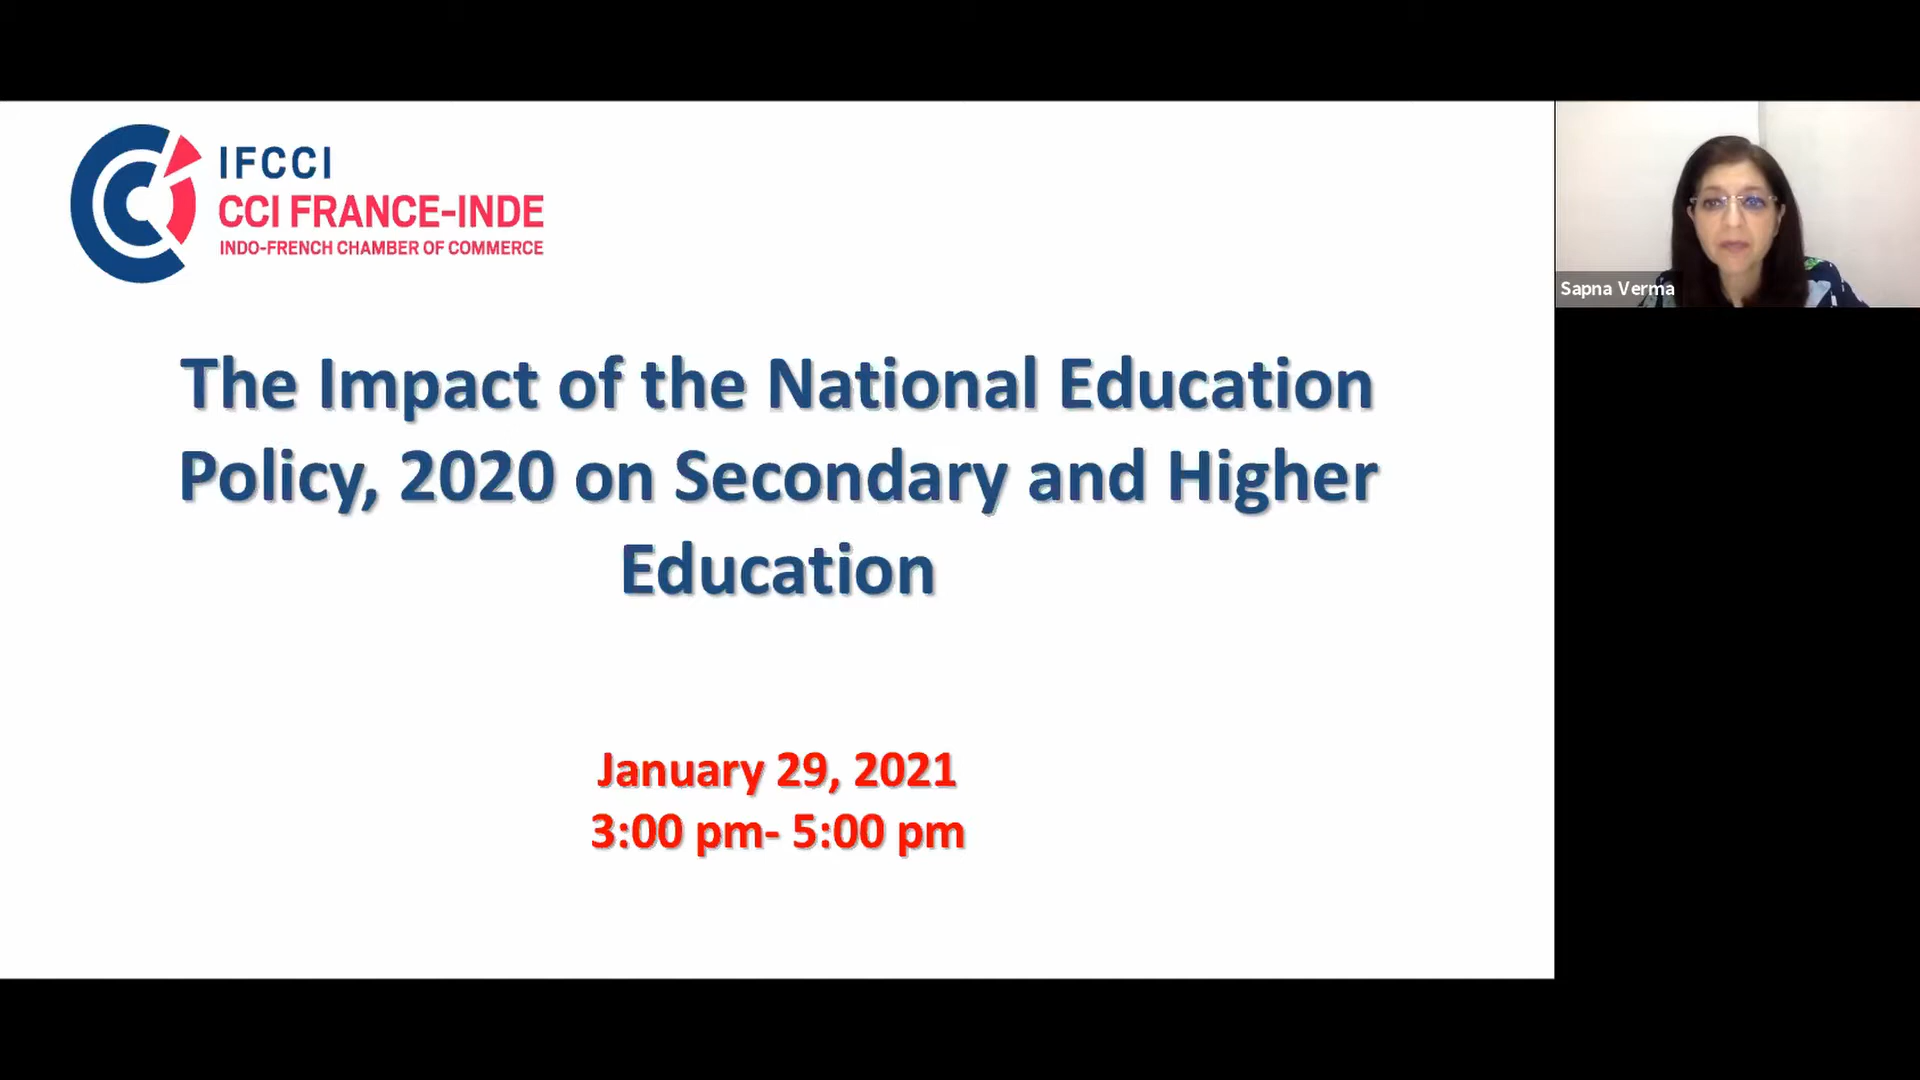 IFCCI
CCI FRANCE-INDE
INDO-FRENCH CHAMBER OF COMMERCE
Sapna Verma
The Impact of the National Education
Policy, 2020 on Secondary and Higher
Education
January 29, 2021
3:00 pm- 5:00 pm